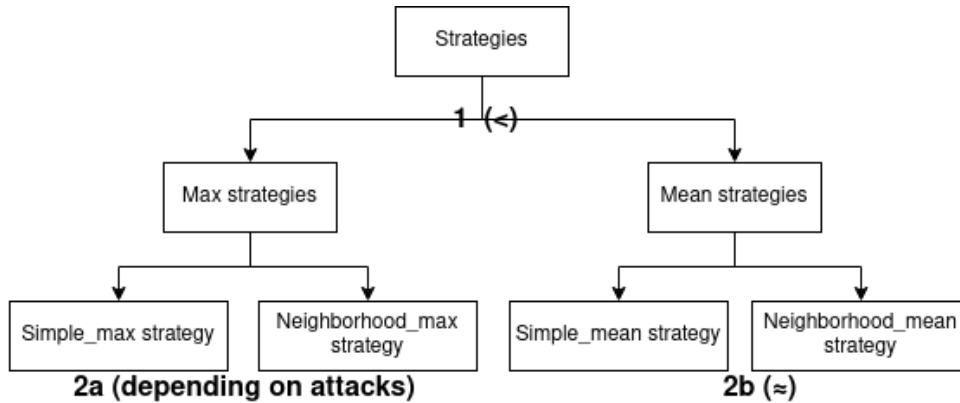 Strategies
1 (<)
Max strategies
Mean strategies
Simple_max strategy
Neighborhood_max
strategy
Simple_mean strategy
Neighborhood_mean
strategy
2a (depending on attacks)
2b (≈)